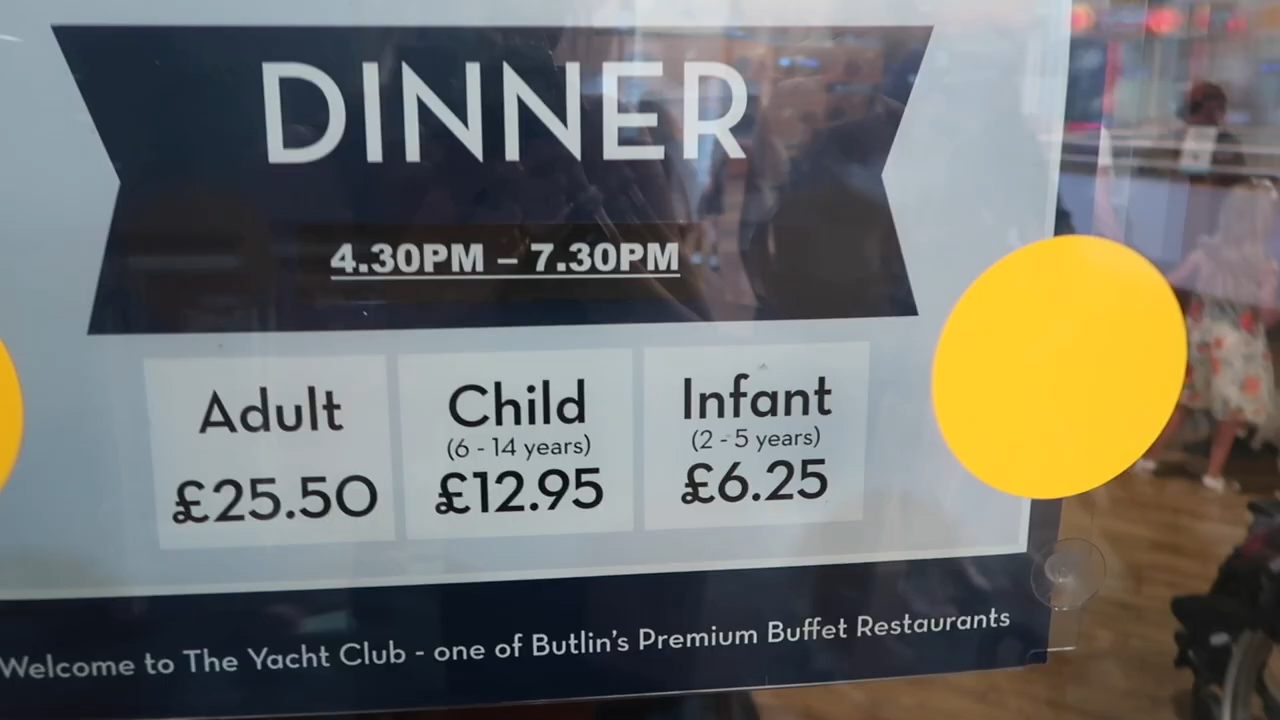 DINNER
4.30PM – 7.30PM
Adult
£25.50
Child
(6 - 14 years)
£12.95
Infant
(2 - 5 years)
£6.25
Welcome to The Yacht Club - one of Butlin's Premium Buffet Restaurants